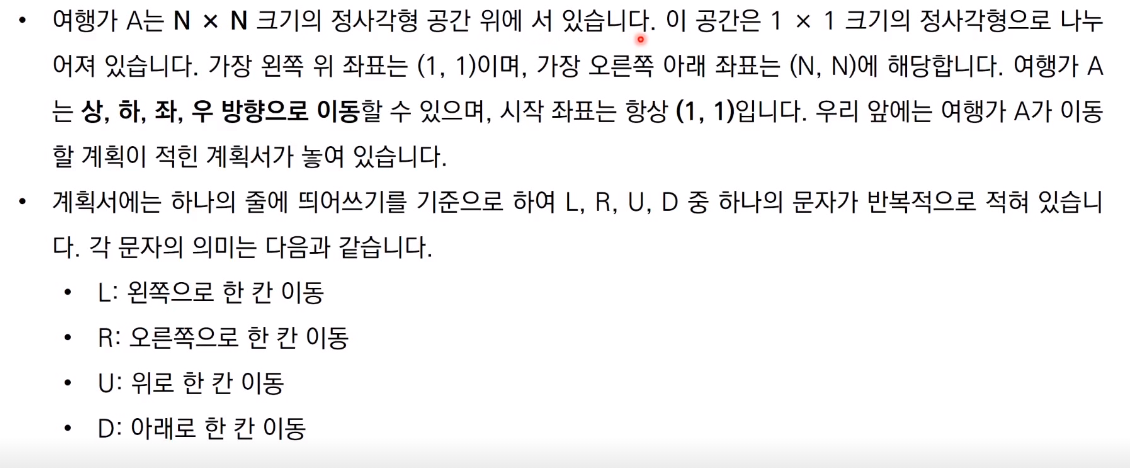 • 여행가 A는 N × N 크기의 정사각형 공간 위에 서 있습니다. 이 공간은 1 × 1 크기의 정사각형으로 나누
어져 있습니다. 가장 왼쪽 위 좌표는 (1, 1)이며, 가장 오른쪽 아래 좌표는 (N, N)에 해당합니다. 여행가 A
는 상, 하, 좌, 우 방향으로 이동할 수 있으며, 시작 좌표는 항상 (1, 1)입니다. 우리 앞에는 여행가 A가 이동
할 계획이 적힌 계획서가 놓여 있습니다.
• 계획서에는 하나의 줄에 띄어쓰기를 기준으로 하여 L, R, U, D 중 하나의 문자가 반복적으로 적혀 있습니
다. 각 문자의 의미는 다음과 같습니다.
• L: 왼쪽으로 한 칸 이동
• R: 오른쪽으로 한 칸 이동
• U: 위로 한 칸 이동
• D: 아래로 한 칸 이동